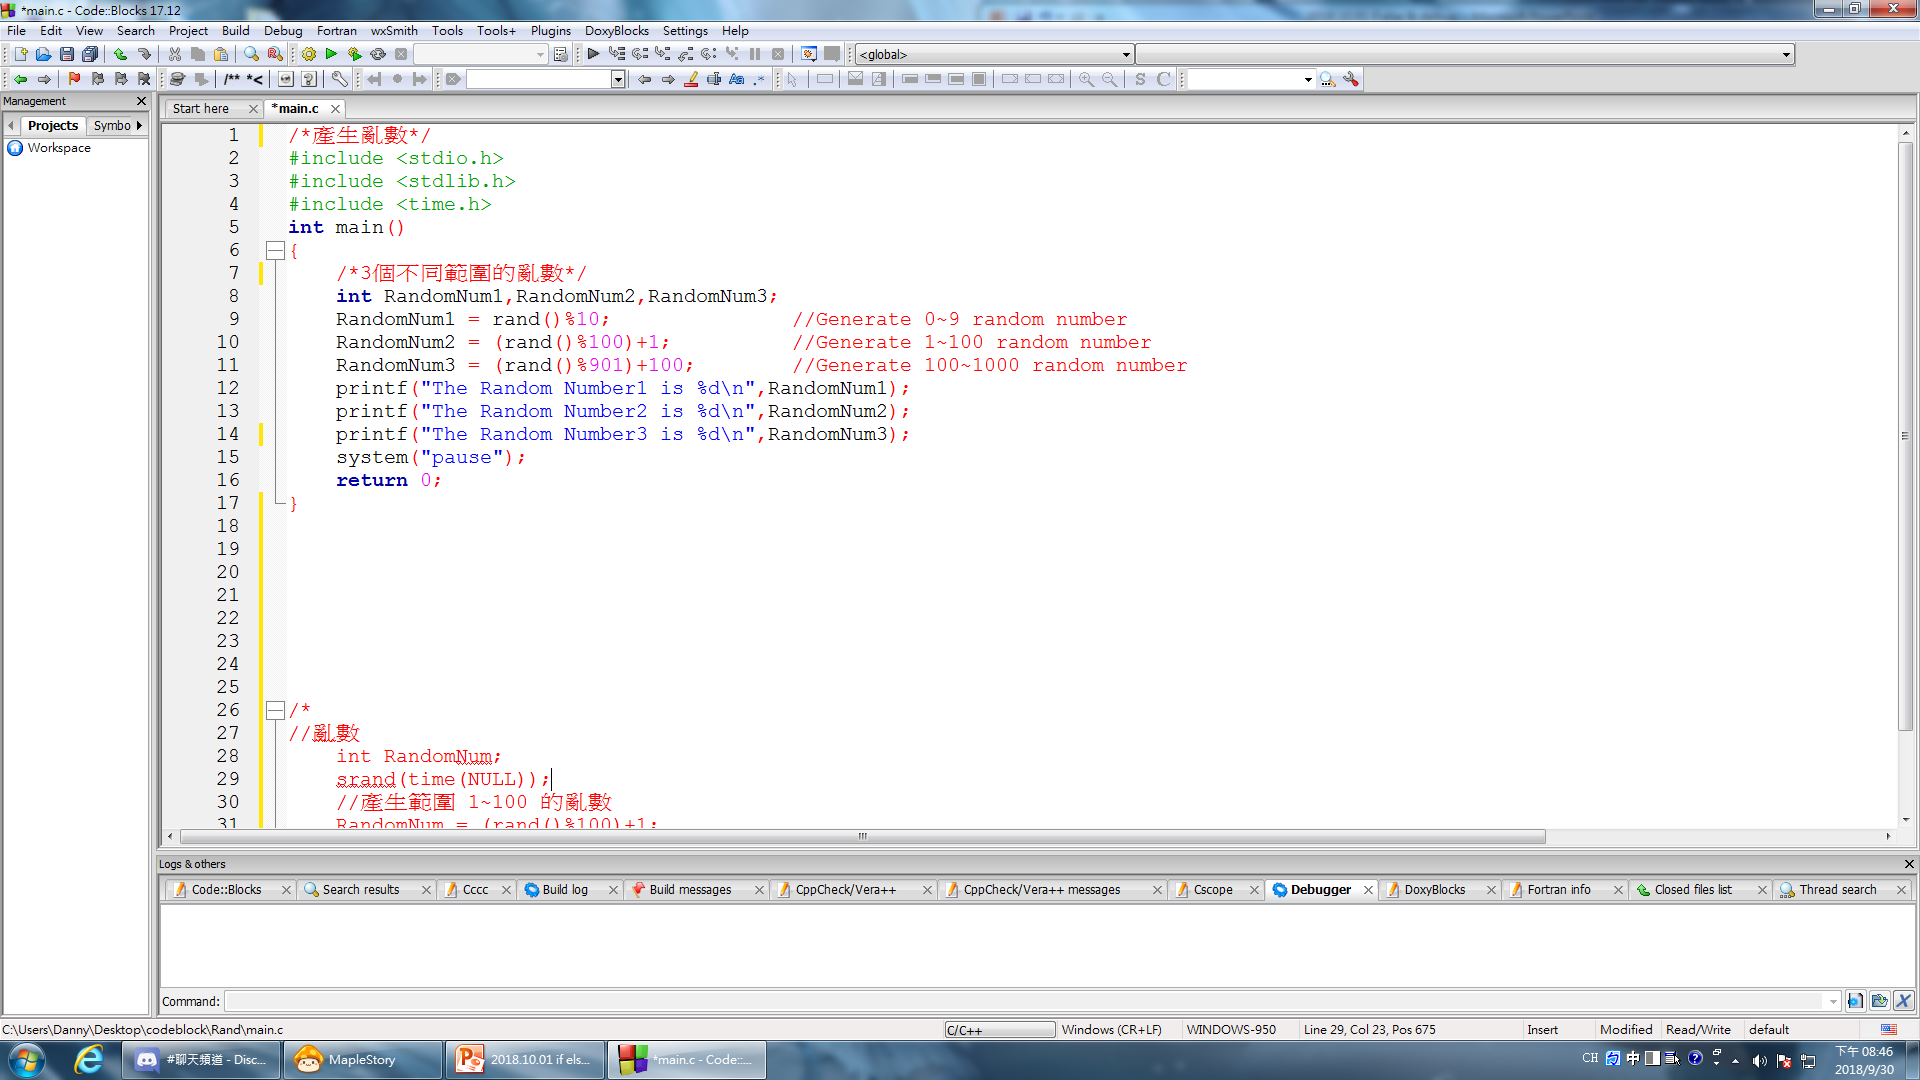 *main.c - Code::Blocks 17.12
File Edit View Search Project Build Debug Fortran wxSmith Tools Tools+ Plugins DoxyBlocks Settings Help
<global>
/** *<
Management
Start here *main.c
Projects Symbo
Workspace
1 /*產生亂數*/
2 #include <stdio.h>
3 #include <stdlib.h>
4 #include <time.h>
5 int main()
6 {
7 /*3個不同範圍的亂數*/
8 int RandomNum1,RandomNum2,RandomNum3;
9 RandomNum1 = rand()%10; //Generate 0~9 random number
10 RandomNum2 = (rand()%100)+1; //Generate 1~100 random number
11 RandomNum3 = (rand()%901)+100; //Generate 100~1000 random number
12 printf("The Random Number1 is %d\n",RandomNum1);
13 printf("The Random Number2 is %d\n",RandomNum2);
14 printf("The Random Number3 is %d\n",RandomNum3);
15 system("pause");
16 return 0;
17 }
18
19
20
21
22
23
24
25
26 /*
27 //亂數
28 int RandomNum;
29 srand(time(NULL));
30 //產生範圍 1~100 的亂數
31 RandomNum = (rand()%100)+1;
Logs & others
Code::Blocks Search results Cccc Build log Build messages CppCheck/Vera++ CppCheck/Vera++ messages Cscope Debugger DoxyBlocks Fortran info Closed files list Thread search
Command:
C:\Users\Danny\Desktop\codeblock\Rand\main.c C/C++ Windows (CR+LF) WINDOWS-950 Line 29, Col 23, Pos 675 Insert Modified Read/Write default
#聊天頻道 - Disc... MapleStory 2018.10.01 if els... *main.c - Code::... CH 中 下午 08:46
2018/9/30